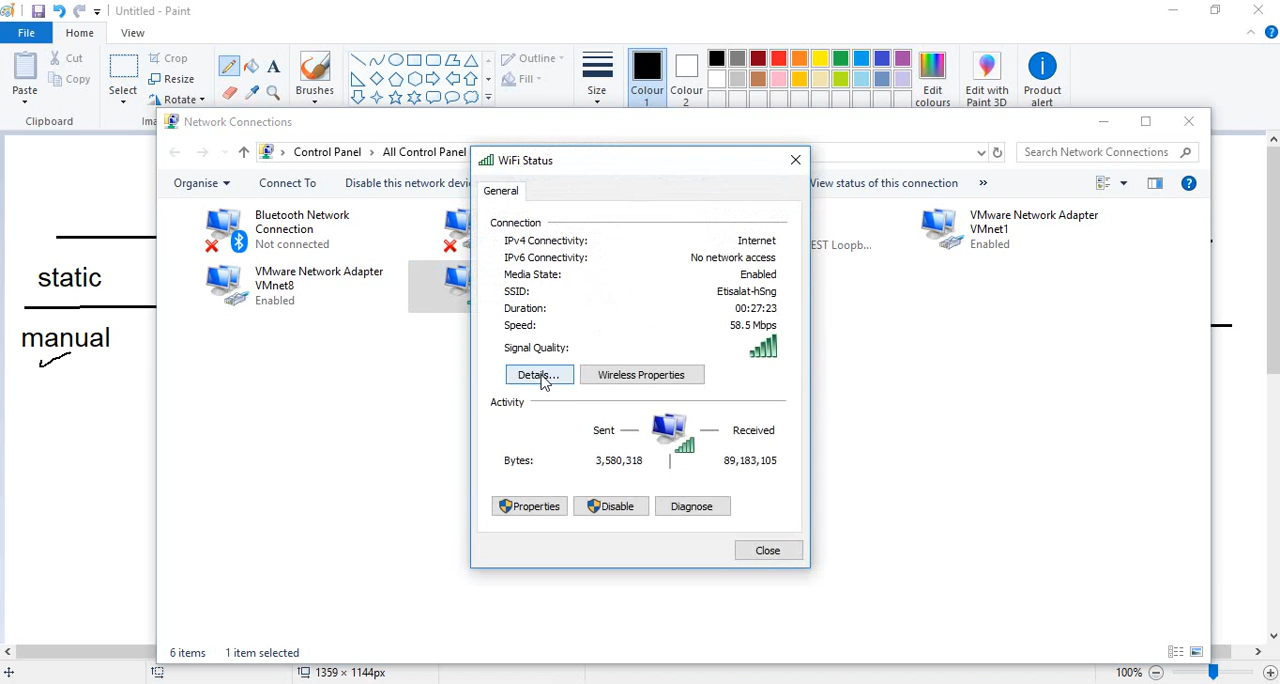 Untitled - Paint
File Home View
Paste
Cut
Copy
Clipboard
Select
Crop
Resize
Rotate
Brushes
Outline
Fill
Size
Colour 1
Colour 2
Edit colours
Edit with Paint 3D
Product alert
Network Connections
Control Panel All Control Panel
Search Network Connections
Organise Connect To Disable this network View status of this connection »
Bluetooth Network Connection
Not connected
EST Loopb...
VMware Network Adapter VMnet1
Enabled
VMware Network Adapter VMnet8
Enabled
static
manual
WiFi Status
General
Connection
IPv4 Connectivity: Internet
IPv6 Connectivity: No network access
Media State: Enabled
SSID: Etisalat-hSng
Duration: 00:27:23
Speed: 58.5 Mbps
Signal Quality:
Details... Wireless Properties
Activity
Sent Received
Bytes: 3,580,318 89,183,105
Properties Disable Diagnose
Close
6 items 1 item selected
1359 × 1144px
100%